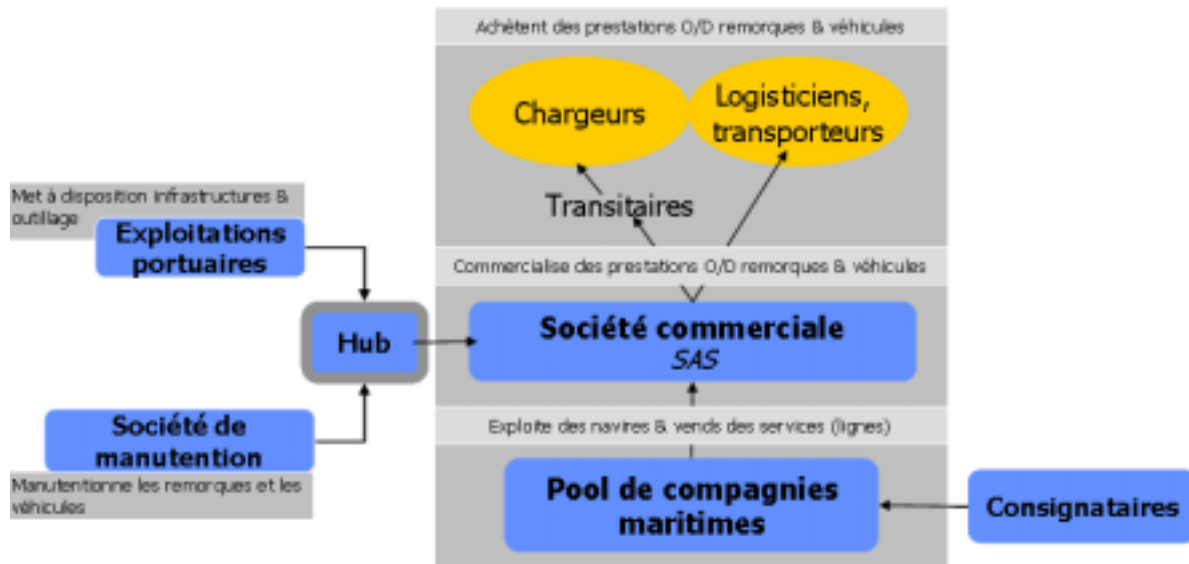 Achètent des prestations O/D remorques & véhicules
Chargeurs
Logisticiens,
transporteurs
Transitaires
Met à disposition infrastructures &
outillage
Exploitations
portuaires
Commercialise des prestations O/D remorques & véhicules
Hub
Société commerciale
SAS
Exploite des navires & vends des services (lignes)
Société de
manutention
Manutentionne les remorques et les
véhicules
Pool de compagnies
maritimes
Consignataires